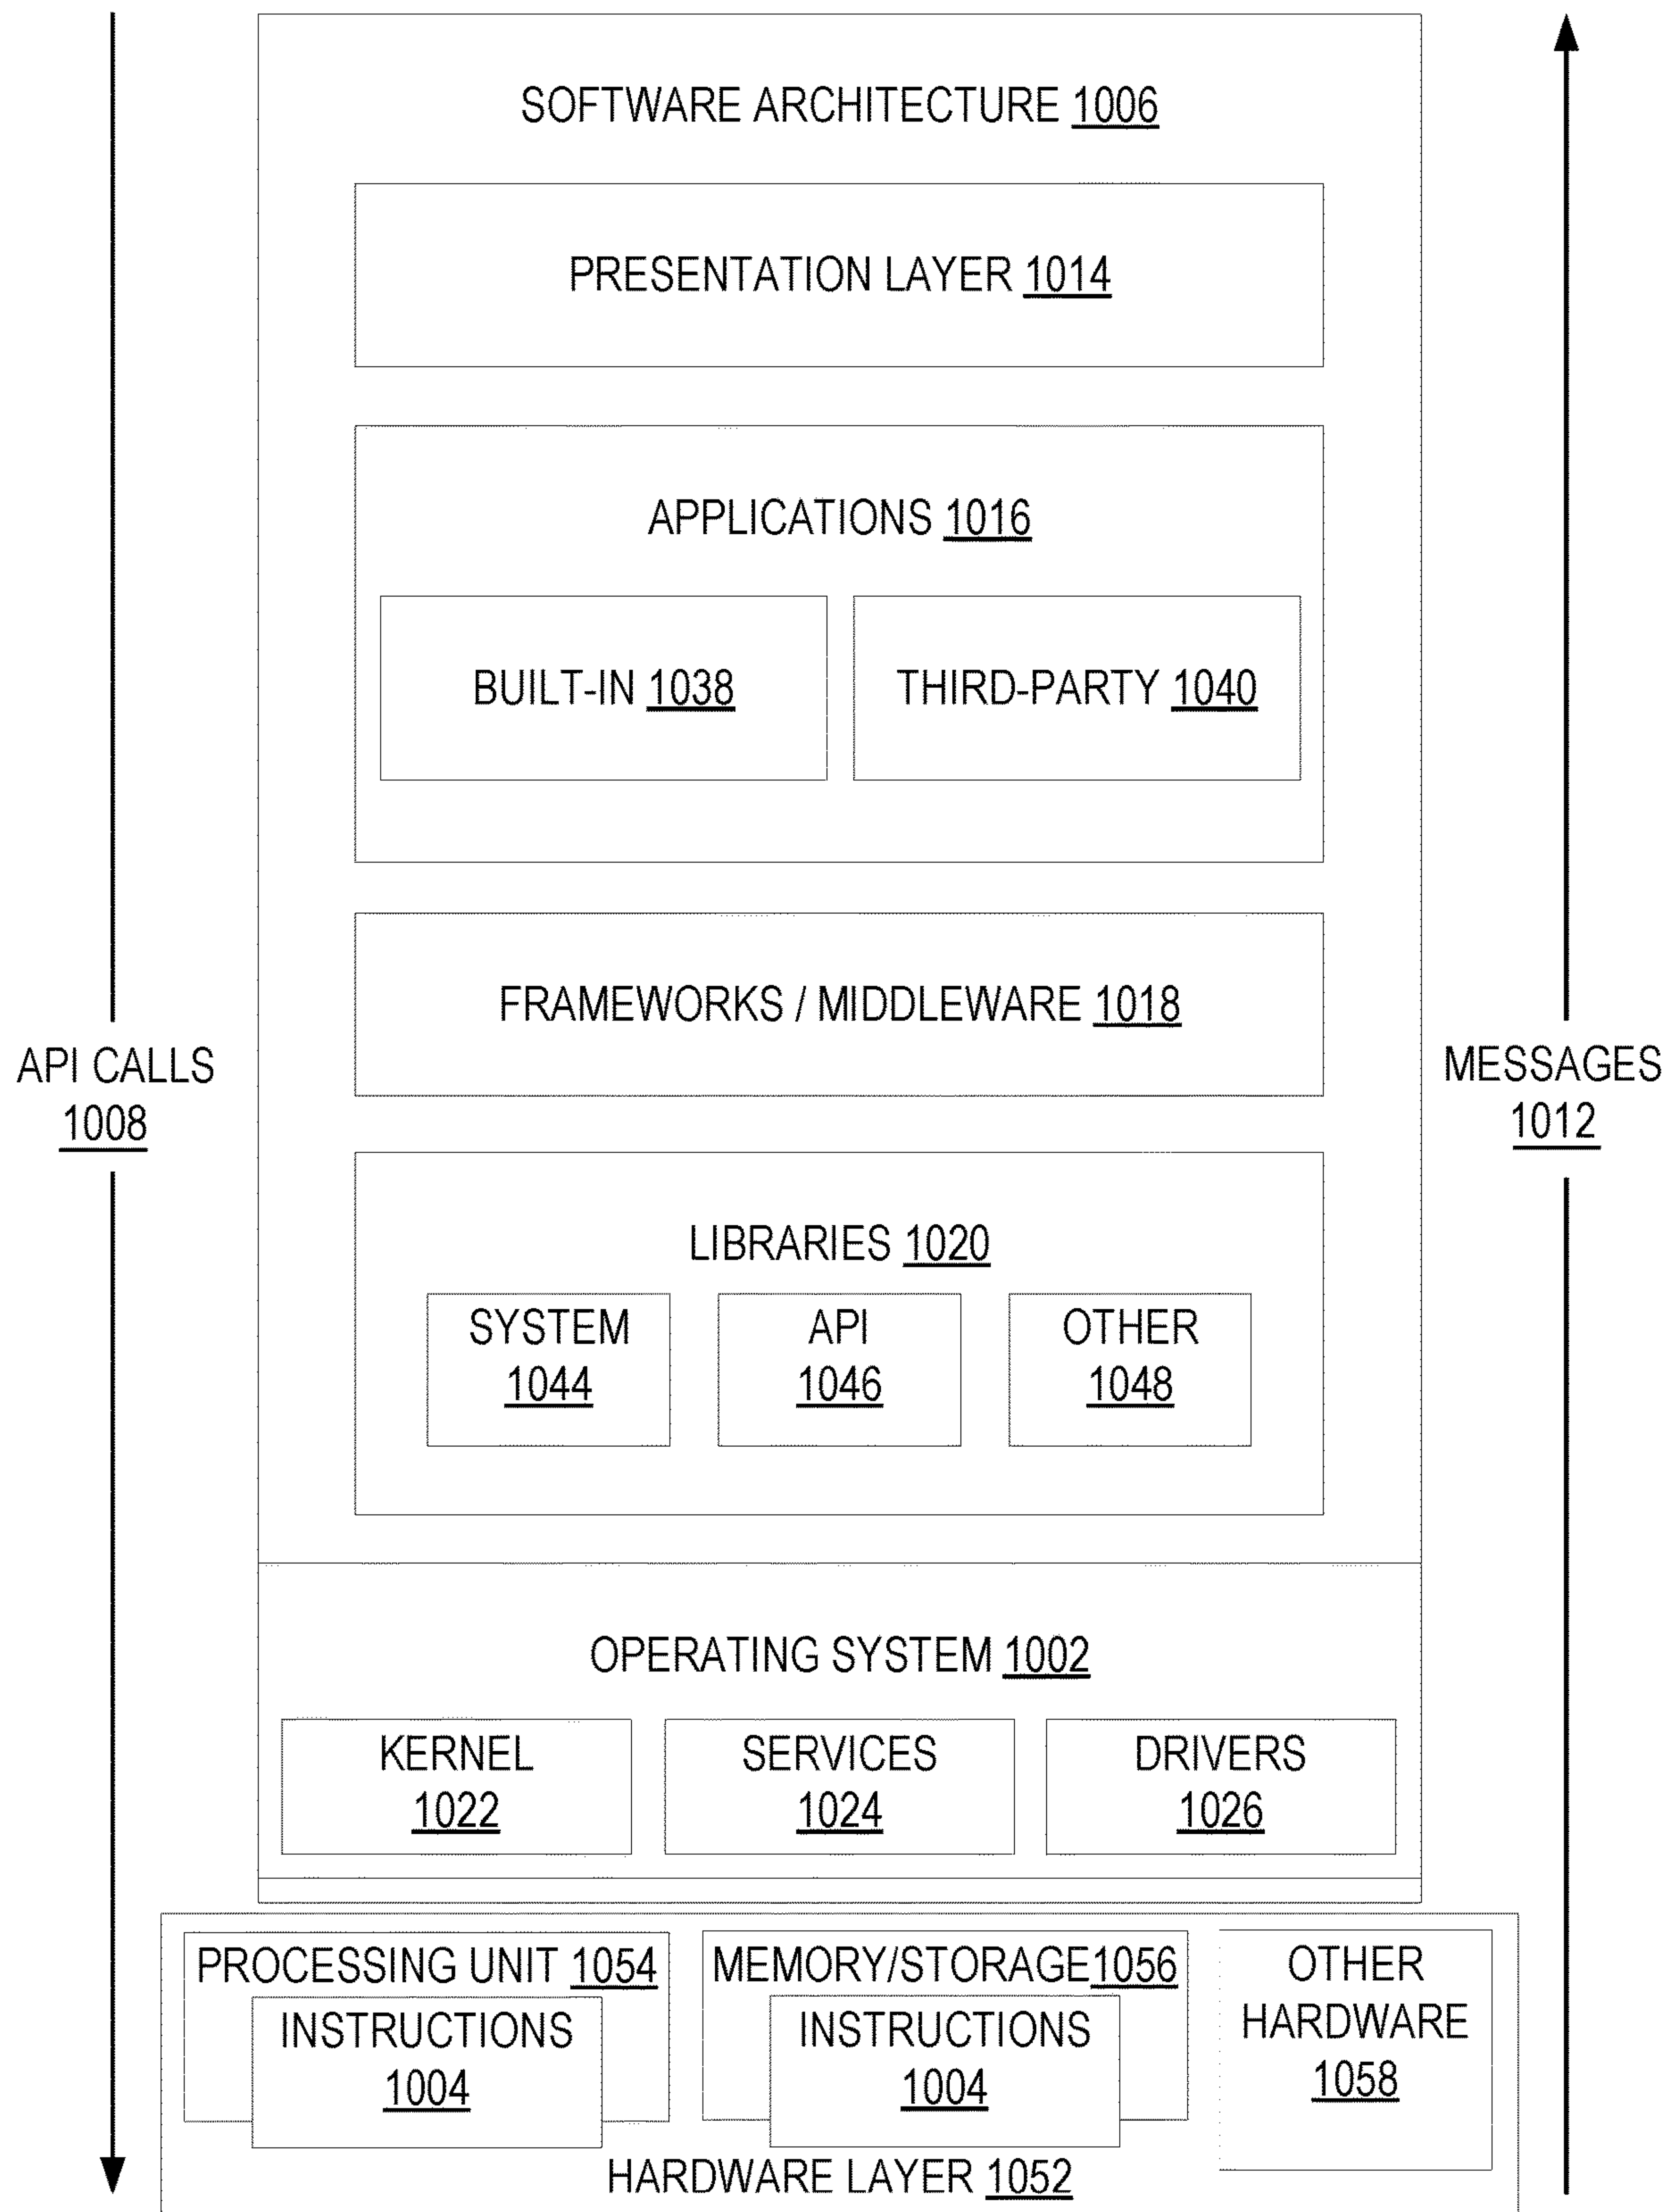 SOFTWARE ARCHITECTURE 1006
PRESENTATION LAYER 1014
APPLICATIONS 1016
BUILT-IN 1038
THIRD-PARTY 1040
FRAMEWORKS / MIDDLEWARE 1018
API CALLS
1008
MESSAGES
1012
LIBRARIES 1020
SYSTEM
1044
API
1046
OTHER
1048
OPERATING SYSTEM 1002
KERNEL
1022
SERVICES
1024
DRIVERS
1026
PROCESSING UNIT 1054
INSTRUCTIONS
1004
MEMORY/STORAGE1056
INSTRUCTIONS
1004
OTHER
HARDWARE
1058
HARDWARE LAYER 1052